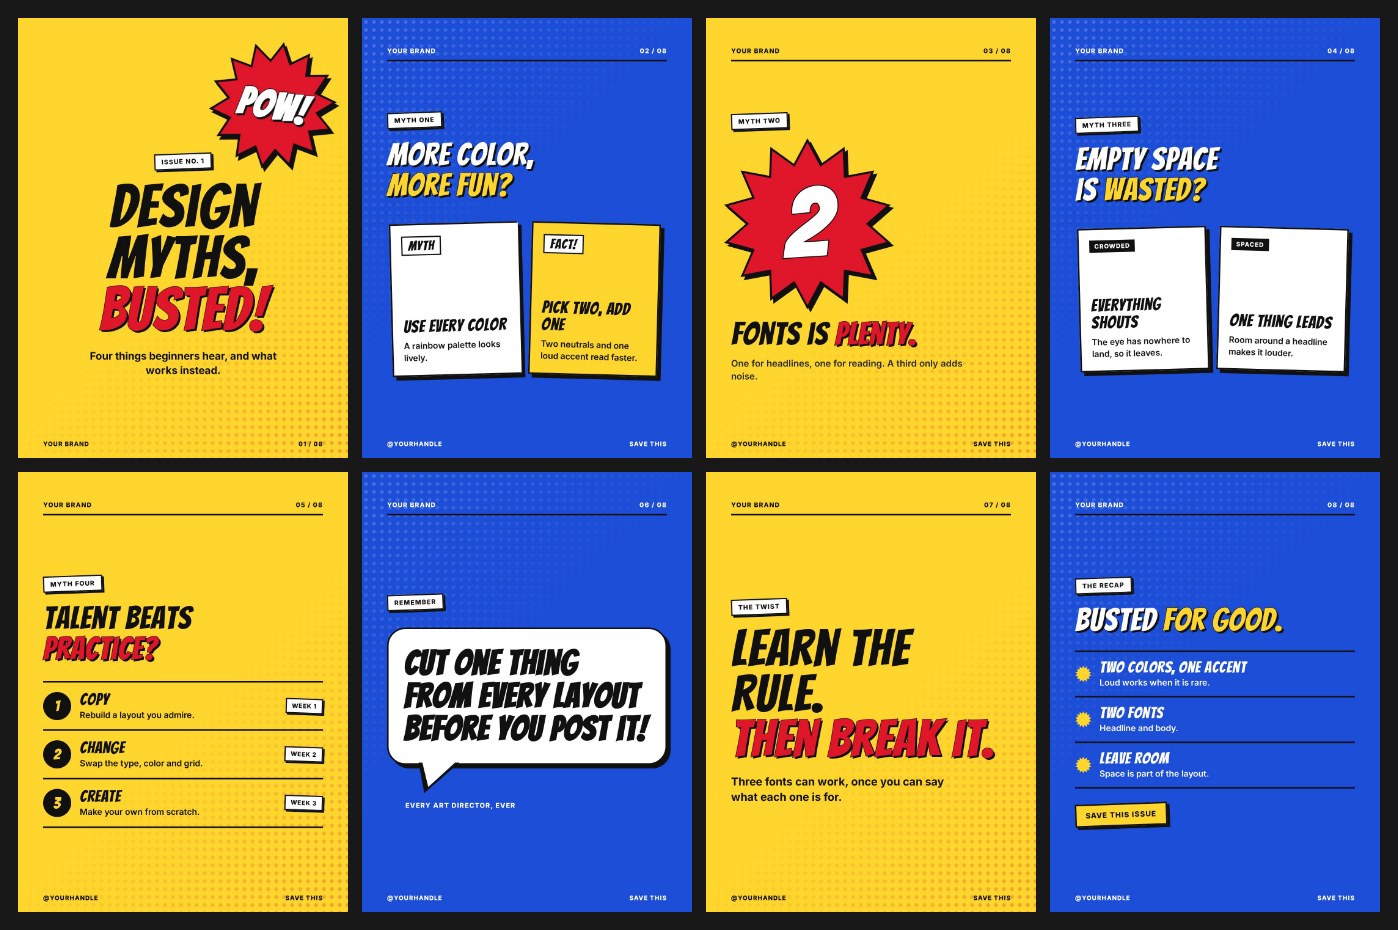 POW!
ISSUE NO. 1
DESIGN
MYTHS,
BUSTED!
Four things beginners hear, and what
works instead.
YOUR BRAND
01 / 08
YOUR BRAND
02 / 08
MYTH ONE
MORE COLOR,
MORE FUN?
MYTH
USE EVERY COLOR
A rainbow palette looks
lively.
FACT!
PICK TWO, ADD
ONE
Two neutrals and one
loud accent read faster.
@YOURHANDLE
SAVE THIS
YOUR BRAND
03 / 08
MYTH TWO
2
FONTS IS PLENTY.
One for headlines, one for reading. A third only adds
noise.
@YOURHANDLE
SAVE THIS
YOUR BRAND
04 / 08
MYTH THREE
EMPTY SPACE
IS WASTED?
CROWDED
EVERYTHING
SHOUTS
The eye has nowhere to
land, so it leaves.
SPACED
ONE THING LEADS
Room around a headline
makes it louder.
@YOURHANDLE
SAVE THIS
YOUR BRAND
05 / 08
MYTH FOUR
TALENT BEATS
PRACTICE?
1
COPY
Rebuild a layout you admire.
WEEK 1
2
CHANGE
Swap the type, color and grid.
WEEK 2
3
CREATE
Make your own from scratch.
WEEK 3
@YOURHANDLE
SAVE THIS
YOUR BRAND
06 / 08
REMEMBER
CUT ONE THING
FROM EVERY LAYOUT
BEFORE YOU POST IT!
EVERY ART DIRECTOR, EVER
@YOURHANDLE
SAVE THIS
YOUR BRAND
07 / 08
THE TWIST
LEARN THE
RULE.
THEN BREAK IT.
Three fonts can work, once you can say
what each one is for.
@YOURHANDLE
SAVE THIS
YOUR BRAND
08 / 08
THE RECAP
BUSTED FOR GOOD.
TWO COLORS, ONE ACCENT
Loud works when it is rare.
TWO FONTS
Headline and body.
LEAVE ROOM
Space is part of the layout.
SAVE THIS ISSUE
@YOURHANDLE
SAVE THIS